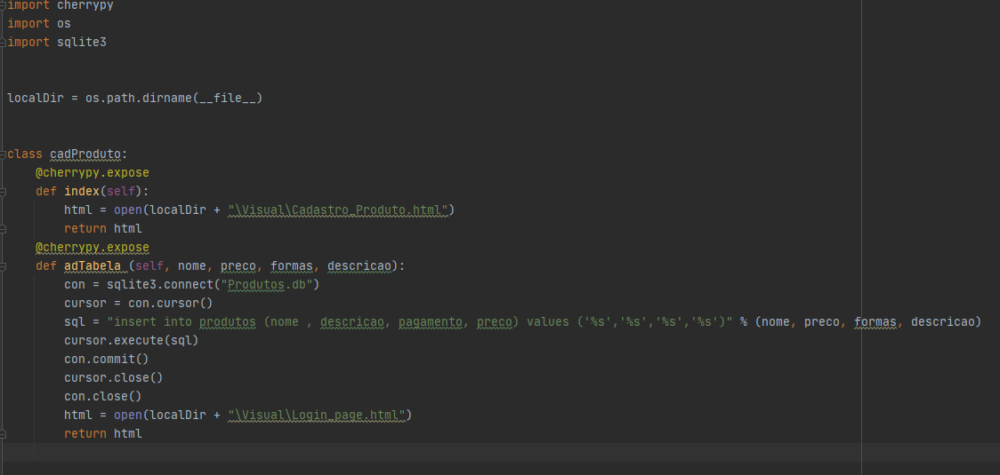 import cherrypy
import os
import sqlite3
localDir = os.path.dirname(__file__)
class cadProduto:
    @cherrypy.expose
    def index(self):
        html = open(localDir + "\Visual\Cadastro_Produto.html")
        return html
    @cherrypy.expose
    def adTabela (self, nome, preco, formas, descricao):
        con = sqlite3.connect("Produtos.db")
        cursor = con.cursor()
        sql = "insert into produtos (nome , descricao, pagamento, preco) values ('%s','%s','%s','%s')" % (nome, preco, formas, descricao)
        cursor.execute(sql)
        con.commit()
        cursor.close()
        con.close()
        html = open(localDir + "\Visual\Login_page.html")
        return html